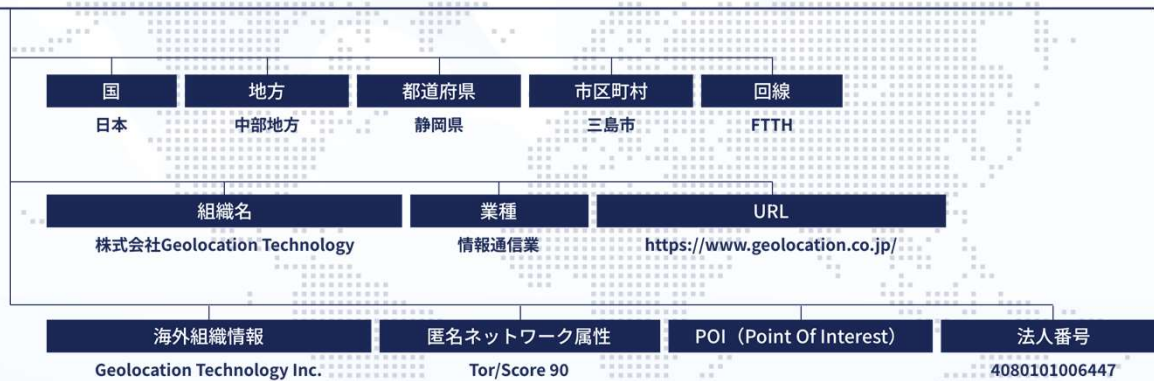 国 地方 都道府県 市区町村 回線
日本 中部地方 静岡県 三島市 FTTH
組織名 業種 URL
株式会社Geolocation Technology 情報通信業 https://www.geolocation.co.jp/
海外組織情報 匿名ネットワーク属性 POI（Point Of Interest） 法人番号
Geolocation Technology Inc. Tor/Score 90 4080101006447